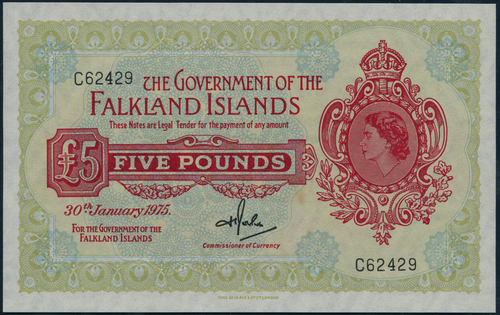 C62429
THE GOVERNMENT OF THE
FALKLAND ISLANDS
These Notes are Legal Tender for the payment of any amount
£5
FIVE POUNDS
30th January 1975.
FOR THE GOVERNMENT OF THE
FALKLAND ISLANDS
Commissioner of Currency
C62429